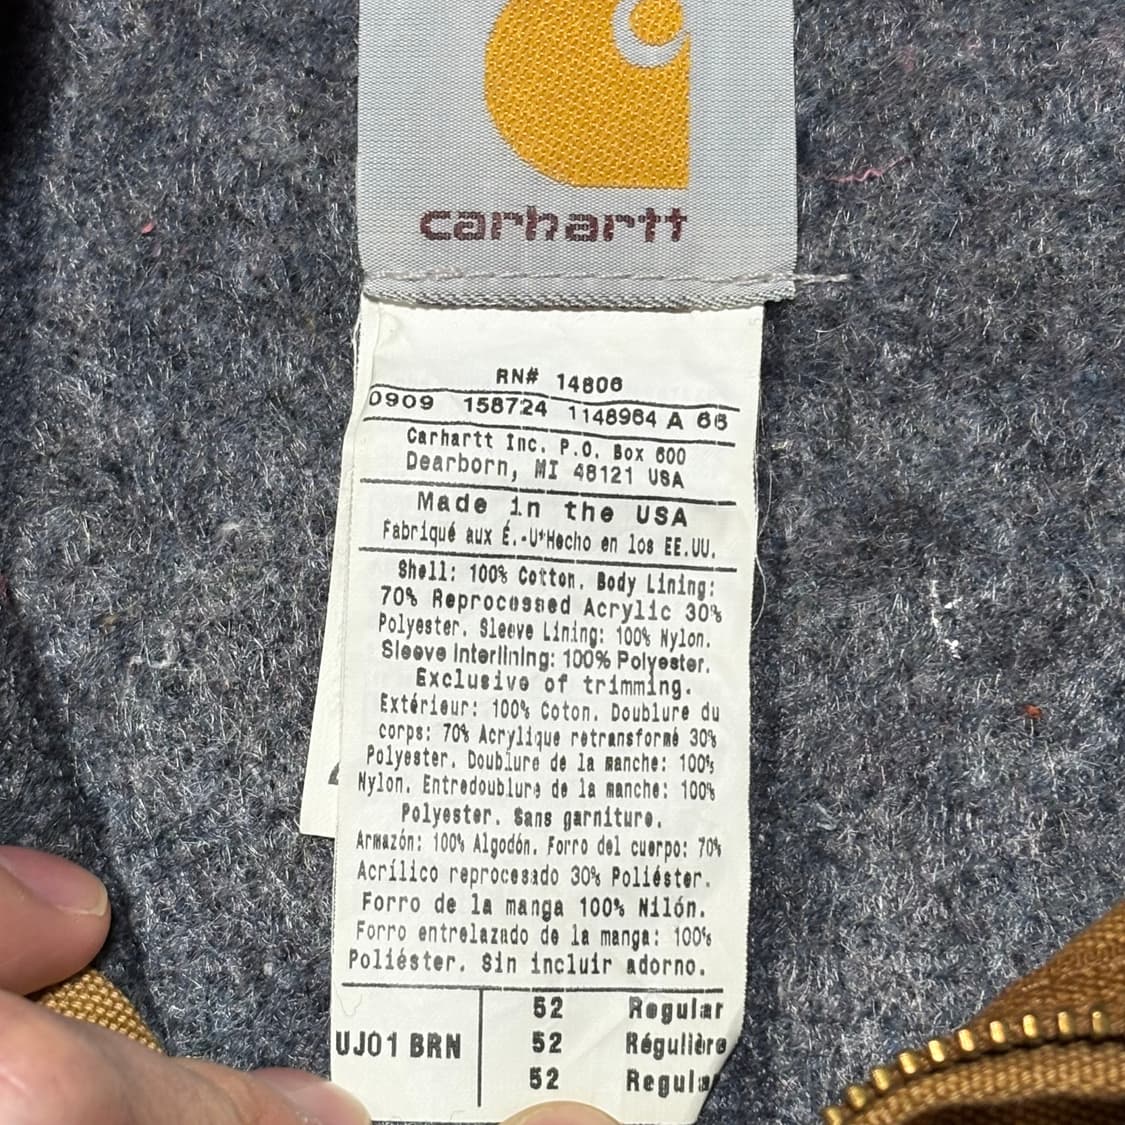 carhartt
RN# 14806
0909 158724 1148964 A 66
Carhartt Inc. P.O. Box 600
Dearborn, MI 48121 USA
Made in the USA
Fabriqué aux É.-U*Hecho en los EE.UU.
Shell: 100% Cotton. Body Lining:
70% Reprocessed Acrylic 30%
Polyester. Sleeve Lining: 100% Nylon.
Sleeve Interlining: 100% Polyester.
Exclusive of trimming.
Extérieur: 100% Coton. Doublure du
corps: 70% Acrylique retransformé 30%
Polyester. Doublure de la manche: 100%
Nylon. Entredoublure de la manche: 100%
Polyester. Sans garniture.
Armazón: 100% Algodón. Forro del cuerpo: 70%
Acrílico reprocesado 30% Poliéster.
Forro de la manga 100% Nilón.
Forro entrelazado de la manga: 100%
Poliéster. Sin incluir adorno.
52 Regular
UJ01 BRN 52 Régulière
52 Regular